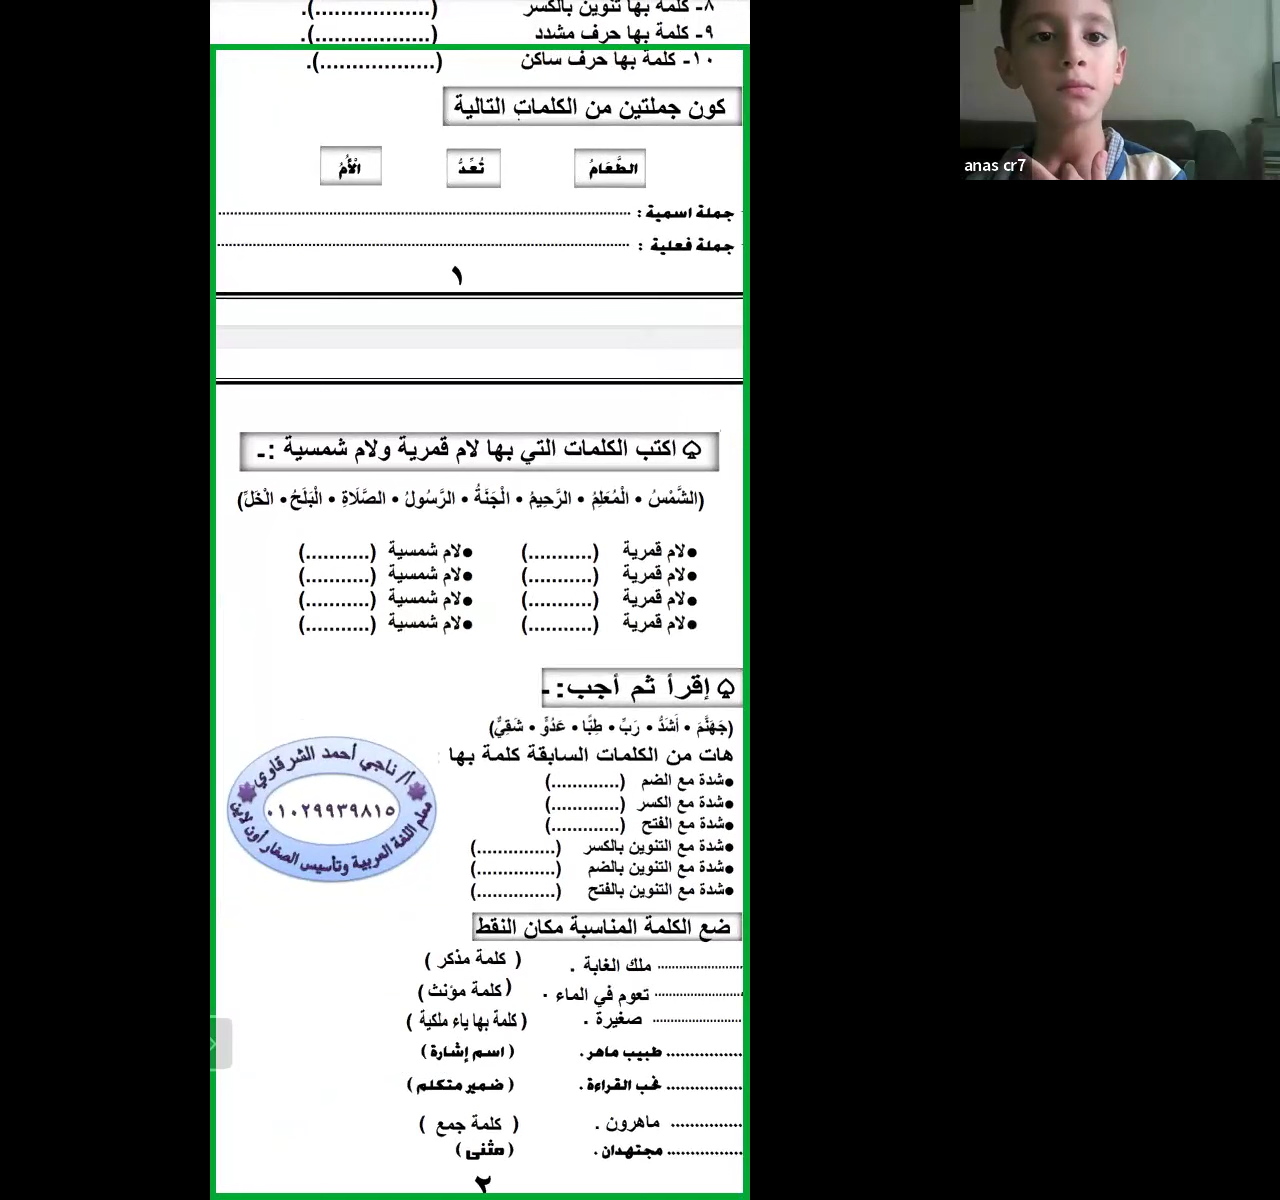 ٨- كلمة بها تنوين بالكسر (..................).
٩- كلمة بها حرف مشدد (..................).
١٠- كلمة بها حرف ساكن (..................).
كون جملتين من الكلمات التالية
الطَّعَامُ تُعِّدُّ الْأُمُ
جملة اسمية : ......................................................
جملة فعلية : ......................................................
١
اكتب الكلمات التي بها لام قمرية ولام شمسية :-
(الشَّمْسُ • الْمُعَلِمُ • الرَّحِيمُ • الْجَنَةُ • الرَّسُولُ • الصَّلَاةِ • الْبَلَحُ • الْخَلِّ)
•لام قمرية (...........) •لام شمسية (...........)
•لام قمرية (...........) •لام شمسية (...........)
•لام قمرية (...........) •لام شمسية (...........)
•لام قمرية (...........) •لام شمسية (...........)
إقرأ ثم أجب:-
(جَهَنَّمَ • أَشَدُّ • رَبِّ • طِبًّا • عَدُوٍّ • شَقِيٌّ)
هات من الكلمات السابقة كلمة بها :
•شدة مع الضم (.............)
•شدة مع الكسر (.............)
•شدة مع الفتح (.............)
•شدة مع التنوين بالكسر (...............)
•شدة مع التنوين بالضم (...............)
•شدة مع التنوين بالفتح (...............)
أ/ ناجي أحمد الشرقاوي
٠١٠٢٩٩٣٩٨١٥
معلم اللغة العربية وتأسيس الصغار أون لاين
ضع الكلمة المناسبة مكان النقط
.................. ملك الغابة . ( كلمة مذكر )
.................. تعوم في الماء . (كلمة مؤنث )
.................. صغيرة . ( كلمة بها ياء ملكية )
................ طبيب ماهر . ( اسم إشارة )
................ نحب القراءة . ( ضمير متكلم )
................ ماهرون . ( كلمة جمع )
................ مجتهدان . ( مثنى )
٢
anas cr7